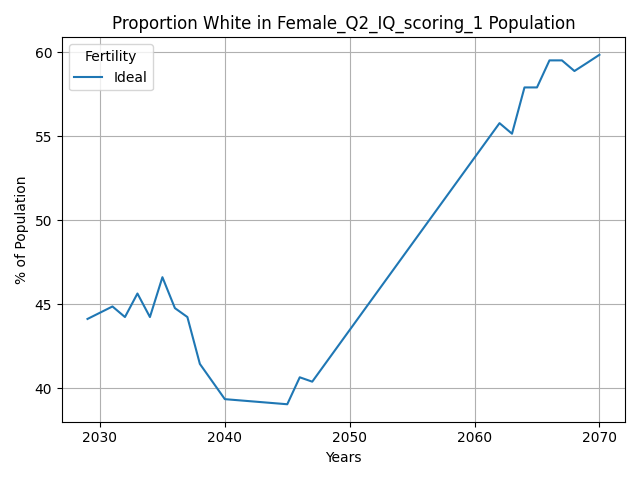 Proportion White in Female_Q2_IQ_scoring_1 Population
Fertility
Ideal
% of Population
60
55
50
45
40
2030 2040 2050 2060 2070
Years